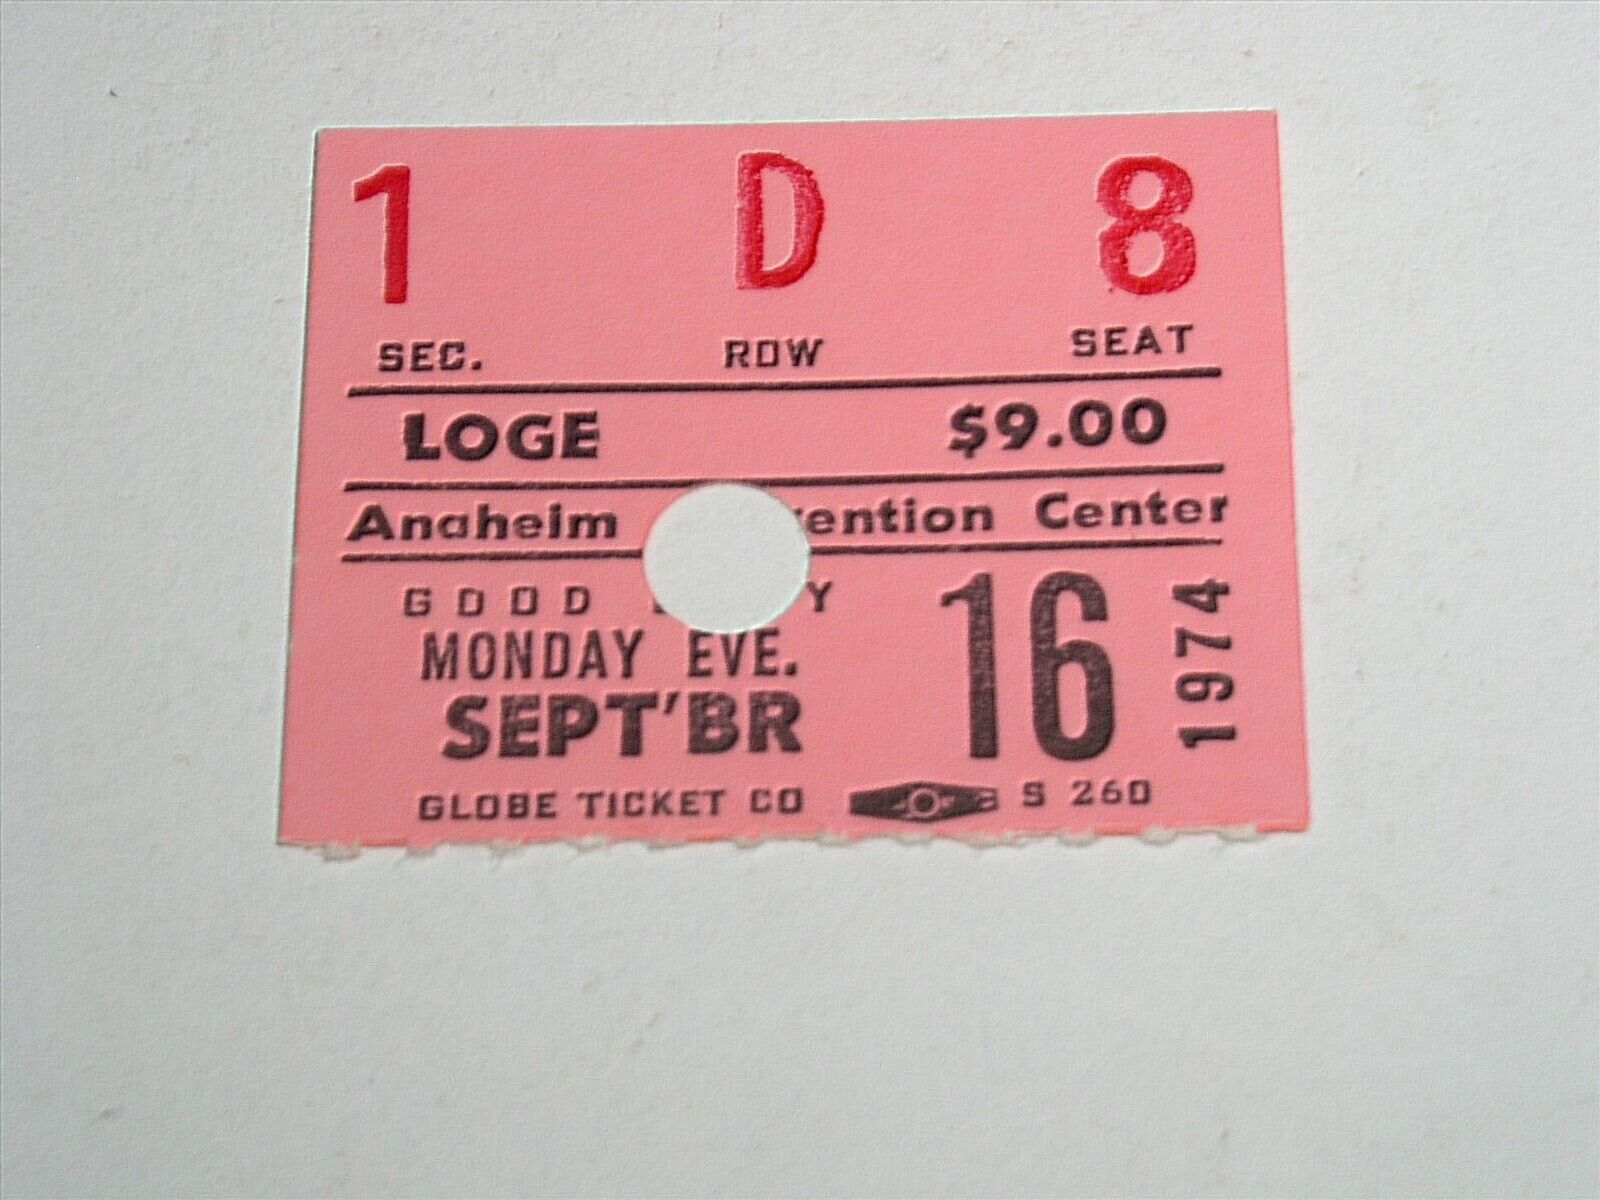 1 D 8
SEC. ROW SEAT
LOGE $9.00
Anaheim Center
GOOD
MONDAY EVE.
SEPT'BR 16 1974
GLOBE TICKET CO S 260